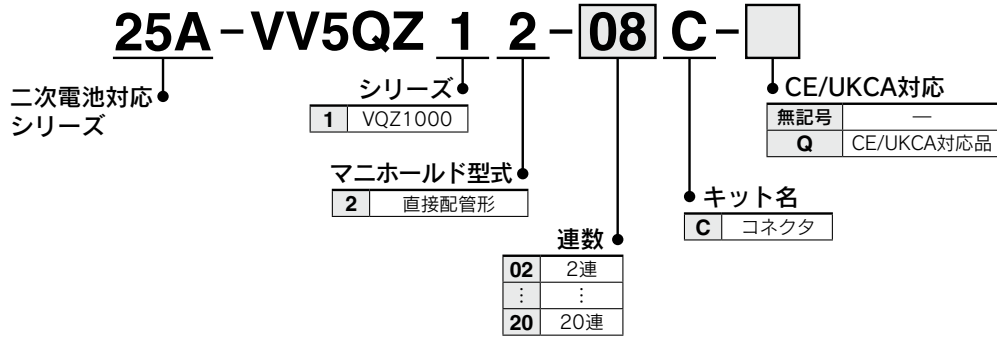 25A-VV5QZ 1 2-08 C-
二次電池対応
シリーズ
シリーズ
1 VQZ1000
マニホールド型式
2 直接配管形
連数
02 2連
⋮ ⋮
20 20連
キット名
C コネクタ
CE/UKCA対応
無記号 —
Q CE/UKCA対応品